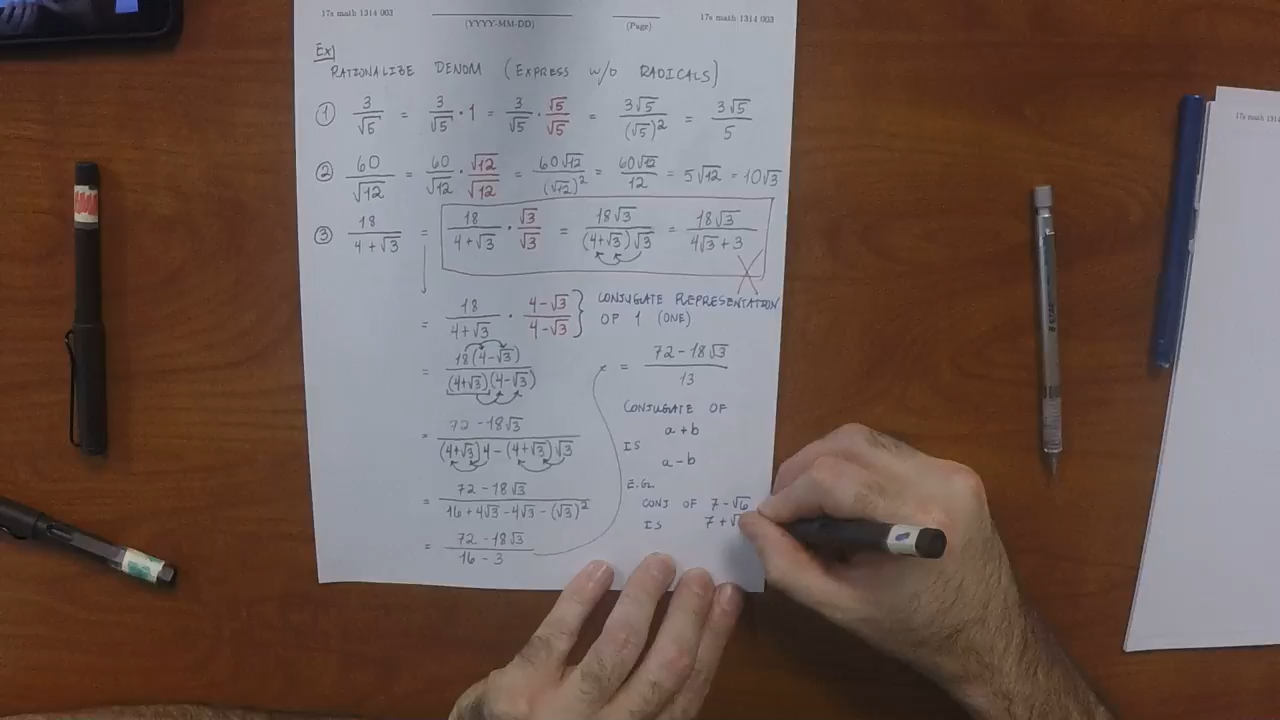 17s math 1314 003
(YYYY-MM-DD)
(Page)
17s math 1314 003
Ex)
RATIONALIZE DENOM (EXPRESS W/O RADICALS)
① 3/√5 = 3/√5 · 1 = 3/√5 · √5/√5 = 3√5/(√5)² = 3√5/5
② 60/√12 = 60/√12 · √12/√12 = 60√12/(√12)² = 60√12/12 = 5√12 = 10√3
③ 18/(4+√3) = 18/(4+√3) · √3/√3 = 18√3/((4+√3)√3) = 18√3/(4√3+3)
= 18/(4+√3) · (4-√3)/(4-√3) } CONJUGATE REPRESENTATION
OF 1 (ONE)
= 18(4-√3)/((4+√3)(4-√3))
= (72-18√3)/((4+√3)4-(4+√3)√3)
= (72-18√3)/(16+4√3-4√3-(√3)²)
= (72-18√3)/(16-3)
= (72-18√3)/13
CONJUGATE OF
a+b
IS
a-b
E.G.
CONJ OF 7-√6
IS 7+√
17s math 1314